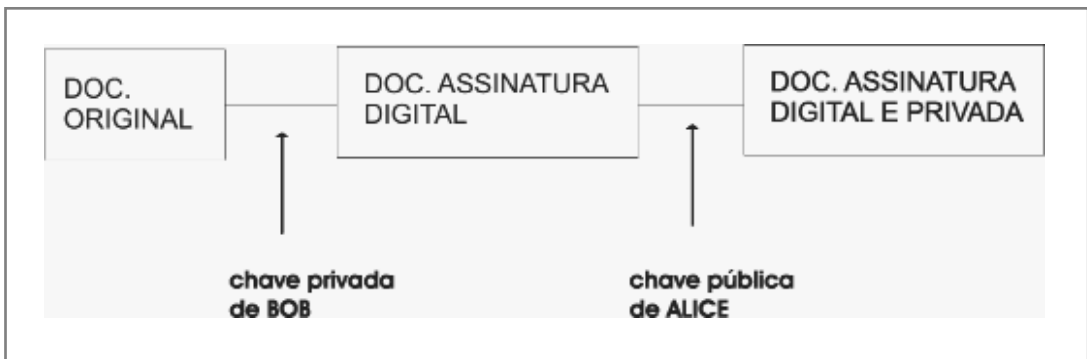 DOC.
ORIGINAL
DOC. ASSINATURA
DIGITAL
DOC. ASSINATURA
DIGITAL E PRIVADA
chave privada
de BOB
chave pública
de ALICE